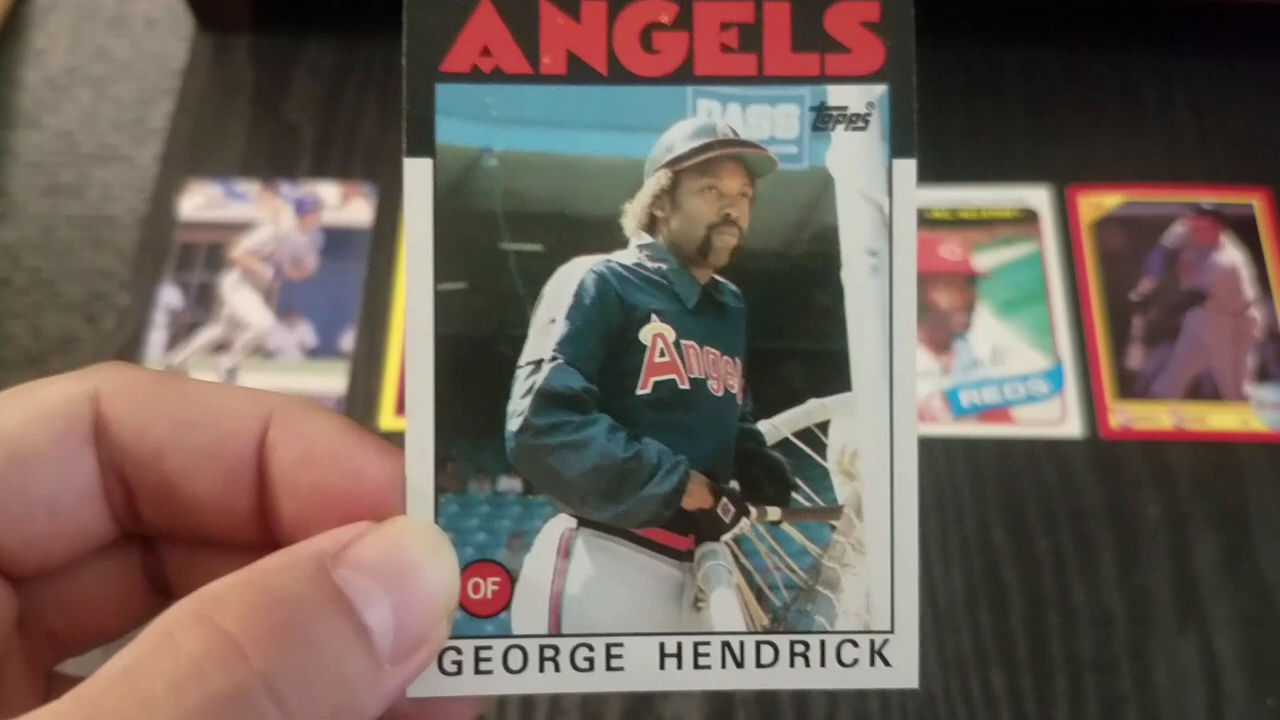 ANGELS
topps®
Angels
REDS
OF
GEORGE HENDRICK